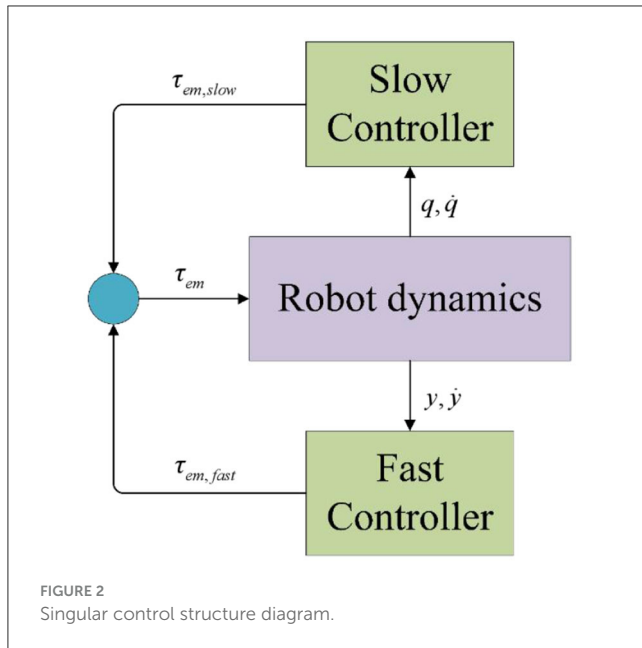 τem,slow
Slow
Controller
q, q̇
τem
Robot dynamics
y, ẏ
τem, fast
Fast
Controller
FIGURE 2
Singular control structure diagram.